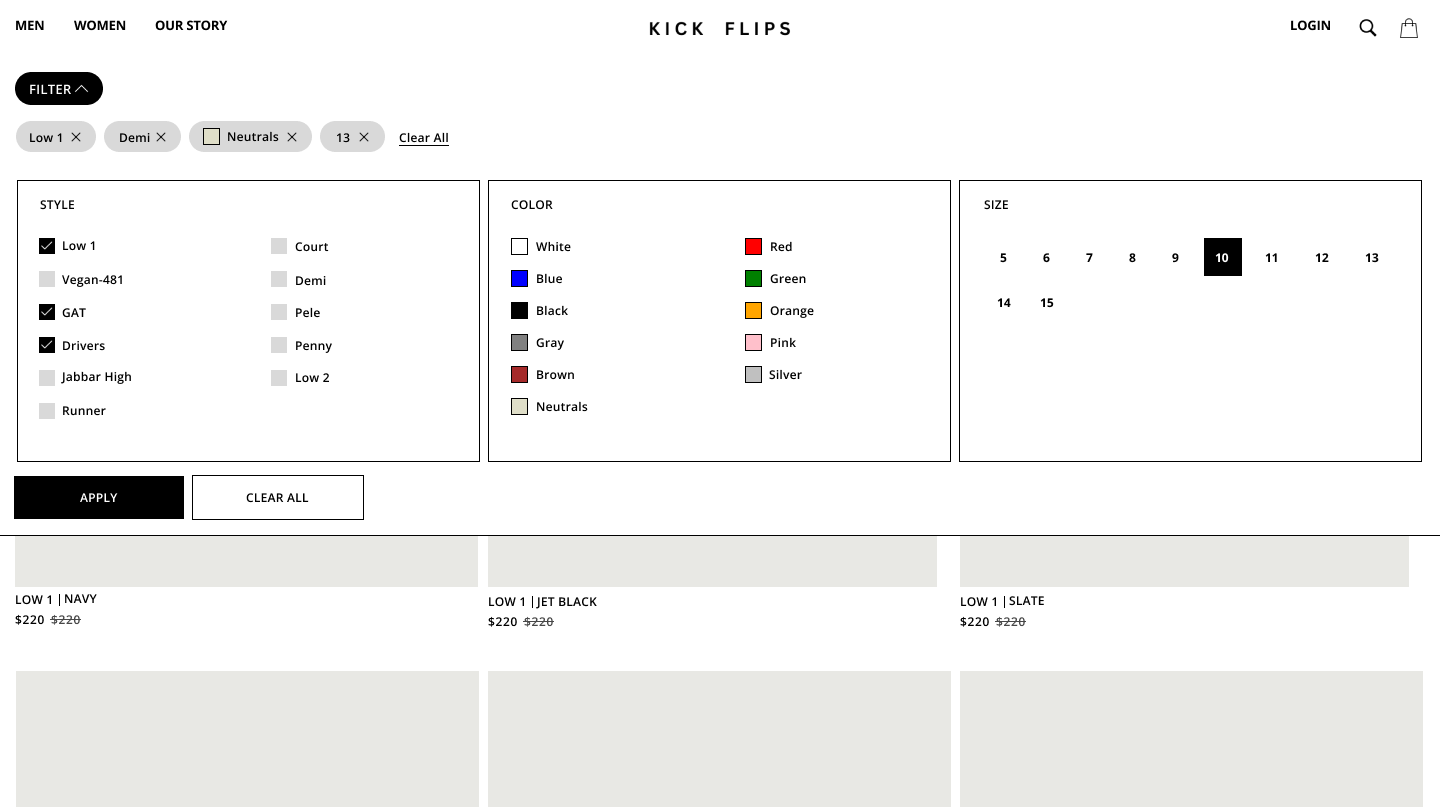 MEN WOMEN OUR STORY KICK FLIPS LOGIN
FILTER
Low 1 Demi Neutrals 13 Clear All
STYLE
Low 1 Court
Vegan-481 Demi
GAT Pele
Drivers Penny
Jabbar High Low 2
Runner
COLOR
White Red
Blue Green
Black Orange
Gray Pink
Brown Silver
Neutrals
SIZE
5 6 7 8 9 10 11 12 13
14 15
APPLY CLEAR ALL
LOW 1 | NAVY
$220 $220
LOW 1 | JET BLACK
$220 $220
LOW 1 | SLATE
$220 $220